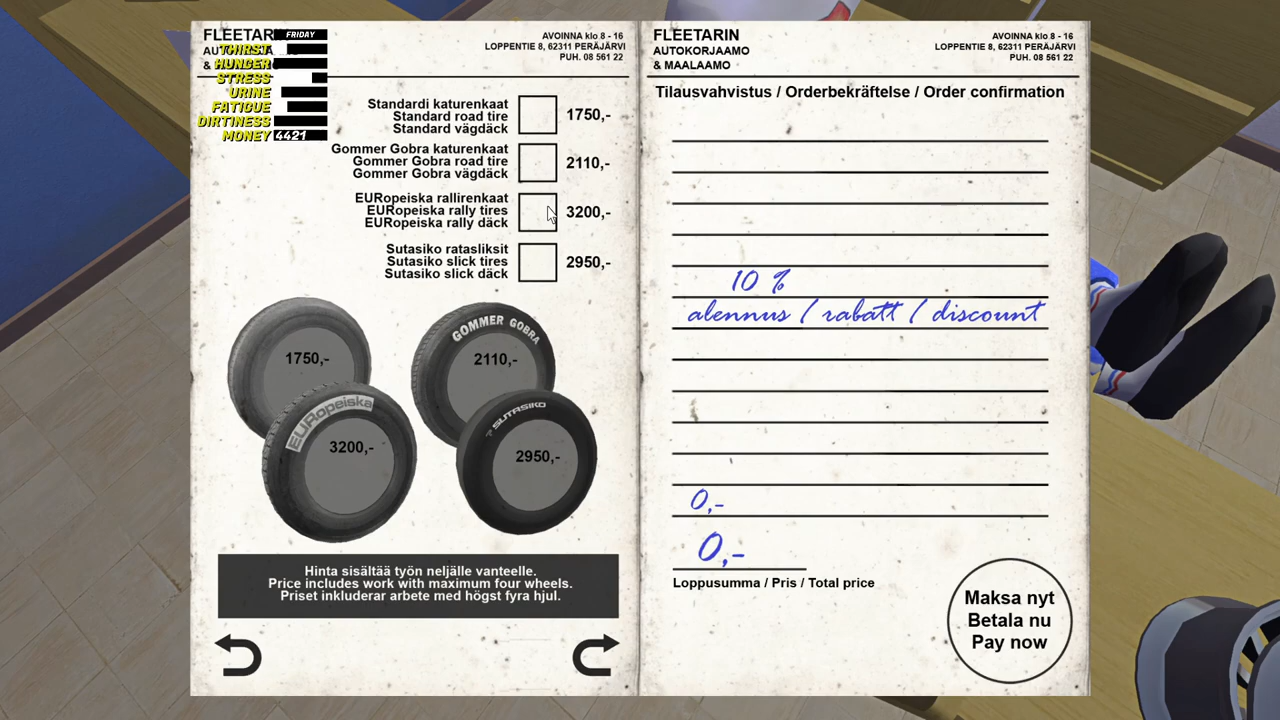 FRIDAY
THIRST
HUNGER
STRESS
URINE
FATIGUE
DIRTINESS
MONEY 4421
AVOINNA klo 8 - 16
LOPPENTIE 8, 62311 PERÄJÄRVI
PUH. 08 561 22
Standardi katurenkaat
Standard road tire
Standard vägdäck
1750,-
Gommer Gobra katurenkaat
Gommer Gobra road tire
Gommer Gobra vägdäck
2110,-
EURopeiska rallirenkaat
EURopeiska rally tires
EURopeiska rally däck
3200,-
Sutasiko ratasliksit
Sutasiko slick tires
Sutasiko slick däck
2950,-
1750,-
GOMMER GOBRA
2110,-
EURopeiska
3200,-
SUTASIKO
2950,-
Hinta sisältää työn neljälle vanteelle.
Price includes work with maximum four wheels.
Priset inkluderar arbete med högst fyra hjul.
FLEETARIN
AUTOKORJAAMO
& MAALAAMO
AVOINNA klo 8 - 16
LOPPENTIE 8, 62311 PERÄJÄRVI
PUH. 08 561 22
Tilausvahvistus / Orderbekräftelse / Order confirmation
10 %
alennus / rabatt / discount
0,-
0,-
Loppusumma / Pris / Total price
Maksa nyt
Betala nu
Pay now